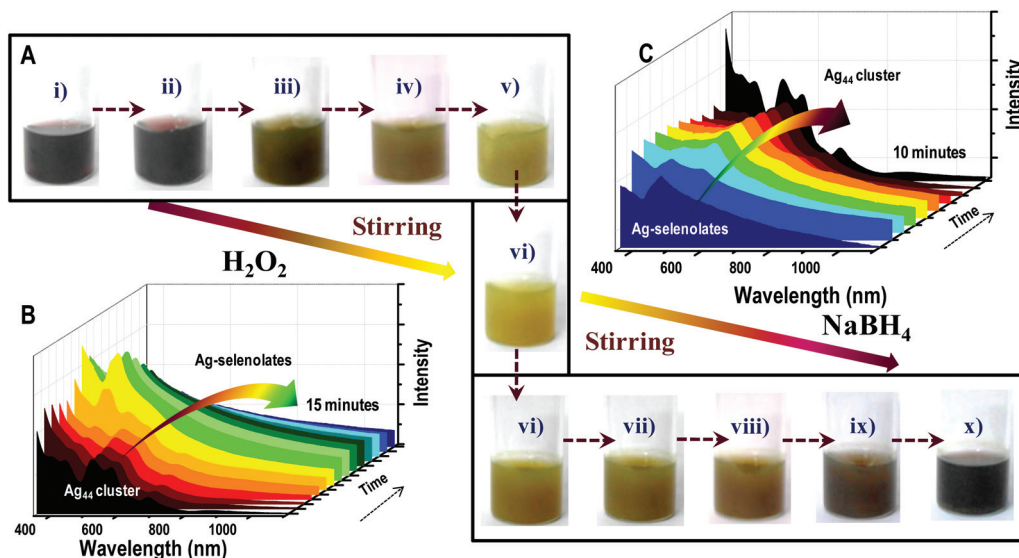 A
i)
ii)
iii)
iv)
v)
Stirring
H₂O₂
vi)
C
Ag₄₄ cluster
10 minutes
Ag-selenolates
Intensity
Time
400 600 800 1000
Wavelength (nm)
NaBH₄
Stirring
B
Ag-selenolates
15 minutes
Ag₄₄ cluster
Intensity
Time
400 600 800 1000
Wavelength (nm)
vi)
vii)
viii)
ix)
x)